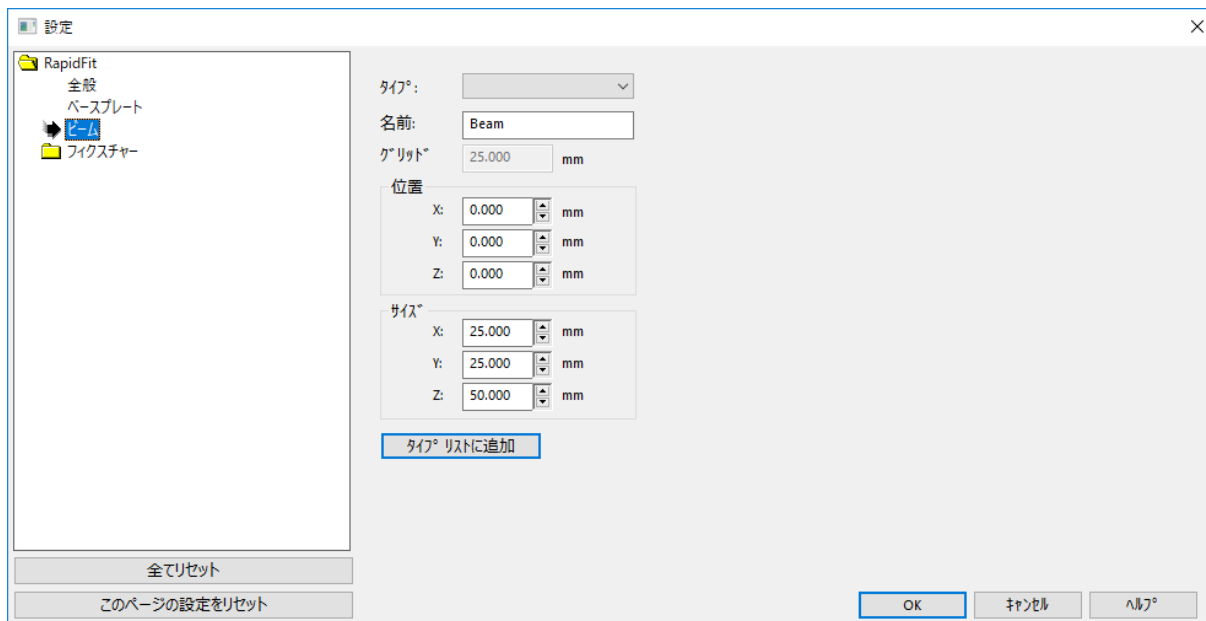 設定
RapidFit
全般
ベースプレート
ビーム
フィクスチャー
ﾀｲﾌﾟ:
名前: Beam
ｸﾞﾘｯﾄﾞ 25.000 mm
位置
X: 0.000 mm
Y: 0.000 mm
Z: 0.000 mm
ｻｲｽﾞ
X: 25.000 mm
Y: 25.000 mm
Z: 50.000 mm
ﾀｲﾌﾟ ﾘｽﾄに追加
全てリセット
このページの設定をリセット
OK ｷｬﾝｾﾙ ﾍﾙﾌﾟ